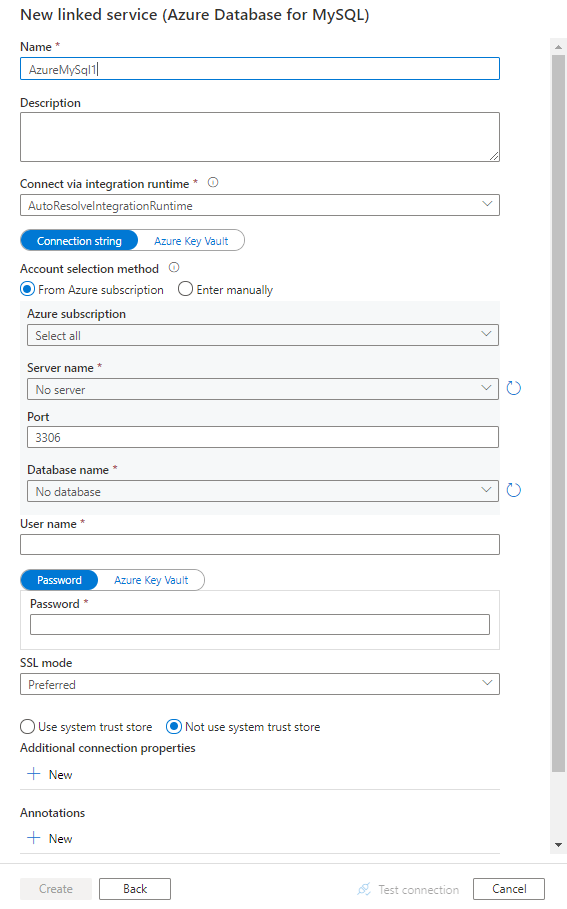 New linked service (Azure Database for MySQL)
Name *
AzureMySql1
Description
Connect via integration runtime *
AutoResolveIntegrationRuntime
Connection string Azure Key Vault
Account selection method
From Azure subscription Enter manually
Azure subscription
Select all
Server name *
No server
Port
3306
Database name *
No database
User name *
Password Azure Key Vault
Password *
SSL mode
Preferred
Use system trust store Not use system trust store
Additional connection properties
+ New
Annotations
+ New
Create Back Test connection Cancel